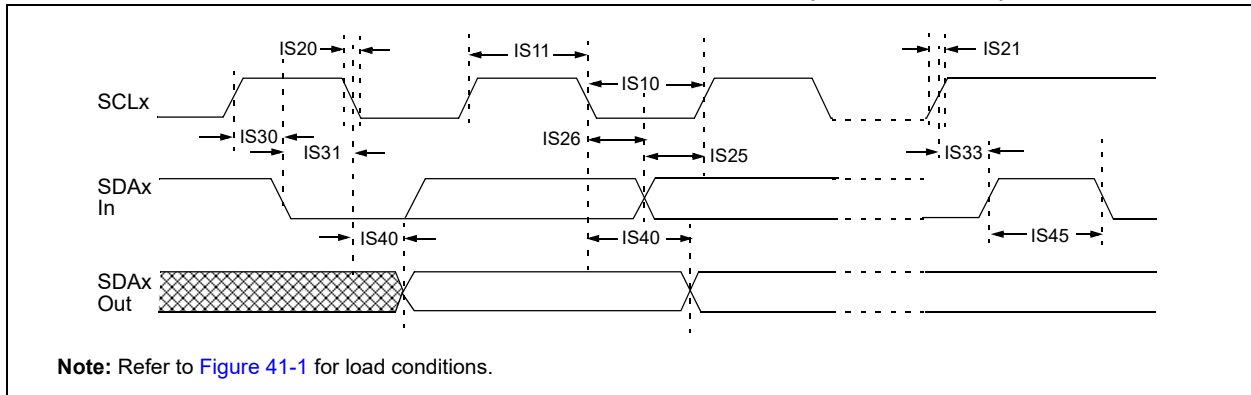 IS20
IS11
IS21
IS10
SCLx
IS30
IS26
IS31
IS25
IS33
SDAx
In
IS40
IS40
IS45
SDAx
Out
Note: Refer to Figure 41-1 for load conditions.